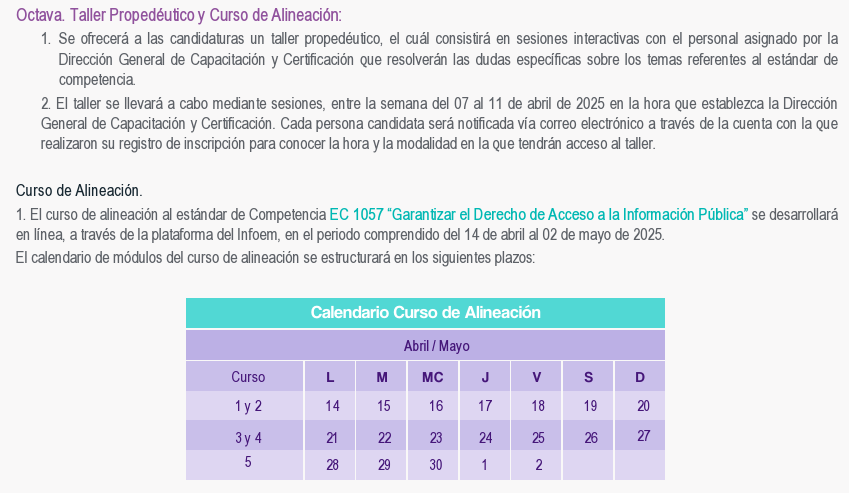 Octava. Taller Propedéutico y Curso de Alineación:
1. Se ofrecerá a las candidaturas un taller propedéutico, el cuál consistirá en sesiones interactivas con el personal asignado por la
Dirección General de Capacitación y Certificación que resolverán las dudas específicas sobre los temas referentes al estándar de
competencia.
2. El taller se llevará a cabo mediante sesiones, entre la semana del 07 al 11 de abril de 2025 en la hora que establezca la Dirección
General de Capacitación y Certificación. Cada persona candidata será notificada vía correo electrónico a través de la cuenta con la que
realizaron su registro de inscripción para conocer la hora y la modalidad en la que tendrán acceso al taller.
Curso de Alineación.
1. El curso de alineación al estándar de Competencia EC 1057 “Garantizar el Derecho de Acceso a la Información Pública” se desarrollará
en línea, a través de la plataforma del Infoem, en el periodo comprendido del 14 de abril al 02 de mayo de 2025.
El calendario de módulos del curso de alineación se estructurará en los siguientes plazos:
Calendario Curso de Alineación
Abril / Mayo
Curso L M MC J V S D
1 y 2 14 15 16 17 18 19 20
3 y 4 21 22 23 24 25 26 27
5 28 29 30 1 2